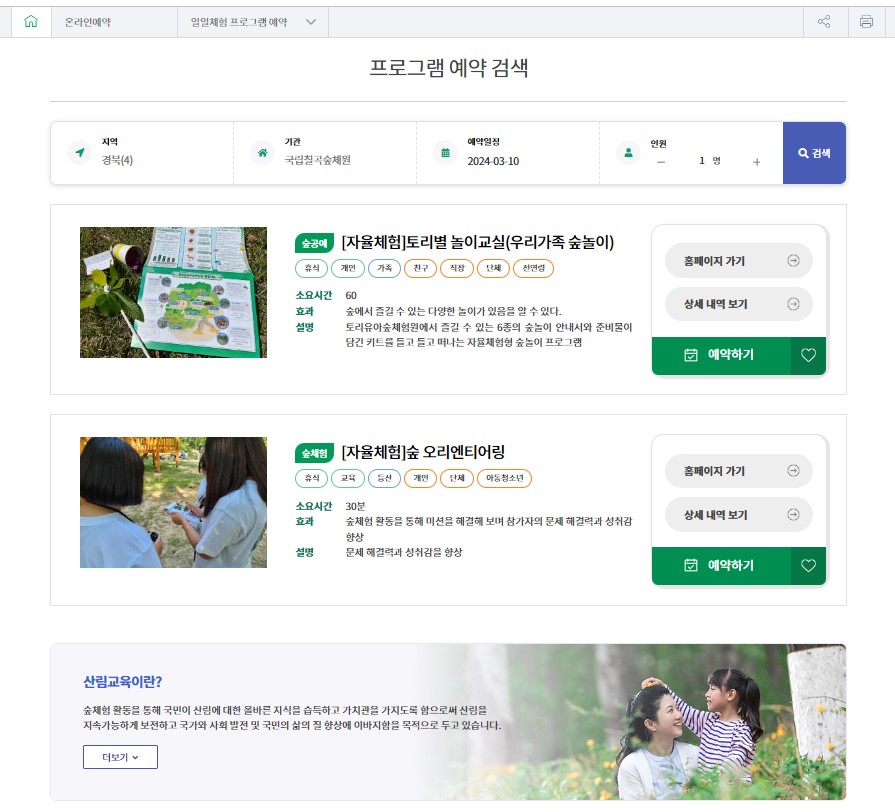 온라인예약
일일체험 프로그램 예약
프로그램 예약 검색
지역
경북(4)
기관
국립칠곡숲체원
예약일정
2024-03-10
인원
－ 1 명 ＋
검색
숲공예 [자율체험]토리별 놀이교실(우리가족 숲놀이)
휴식 개인 가족 친구 직장 단체 전연령
소요시간 60
효과 숲에서 즐길 수 있는 다양한 놀이가 있음을 알 수 있다.
설명 토리유아숲체험원에서 즐길 수 있는 6종의 숲놀이 안내서와 준비물이
담긴 키트를 들고 들고 떠나는 자율체험형 숲놀이 프로그램
홈페이지 가기
상세 내역 보기
예약하기
숲체험 [자율체험]숲 오리엔티어링
휴식 교육 등산 개인 단체 아동청소년
소요시간 30분
효과 숲체험 활동을 통해 미션을 해결해 보며 참가자의 문제 해결력과 성취감
향상
설명 문제 해결력과 성취감을 향상
홈페이지 가기
상세 내역 보기
예약하기
산림교육이란?
숲체험 활동을 통해 국민이 산림에 대한 올바른 지식을 습득하고 가치관을 가지도록 함으로써 산림을
지속가능하게 보전하고 국가와 사회 발전 및 국민의 삶의 질 향상에 이바지함을 목적으로 두고 있습니다.
더보기